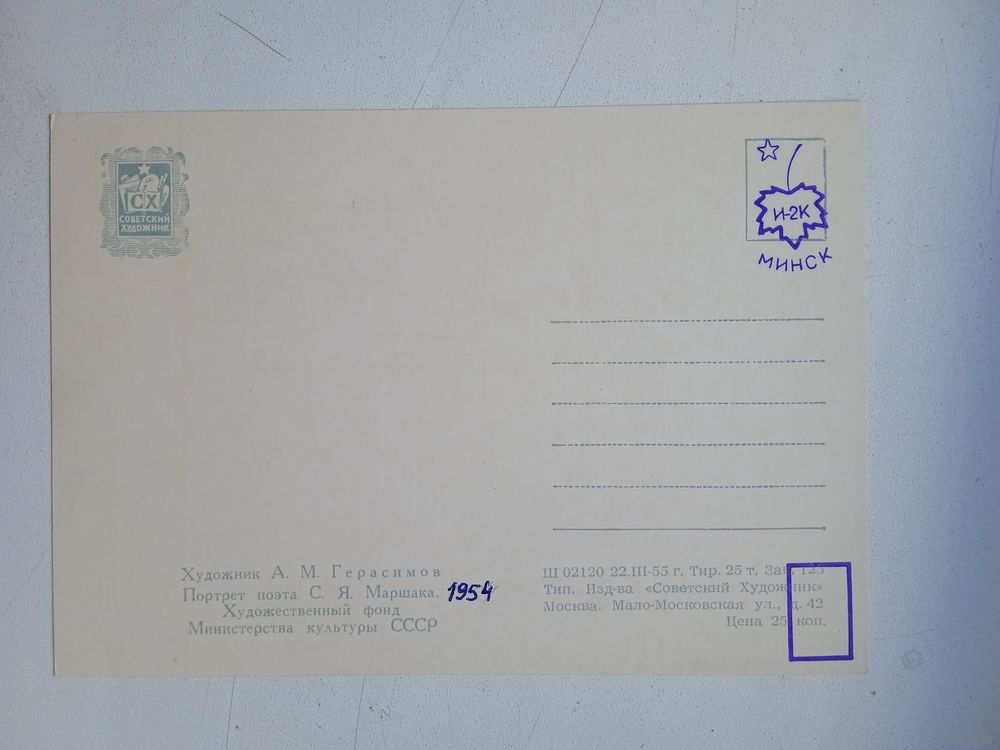 СХ
СОВЕТСКИЙ
ХУДОЖНИК
И-2К
МИНСК
Художник А. М. Герасимов
Портрет поэта С. Я. Маршака. 1954
Художественный фонд
Министерства культуры СССР
Ш 02120 22.III-55 г. Тир. 25 т. Зак. 125
Тип. Изд-ва «Советский Художник»
Москва. Мало-Московская ул., д. 42
Цена 25 коп.